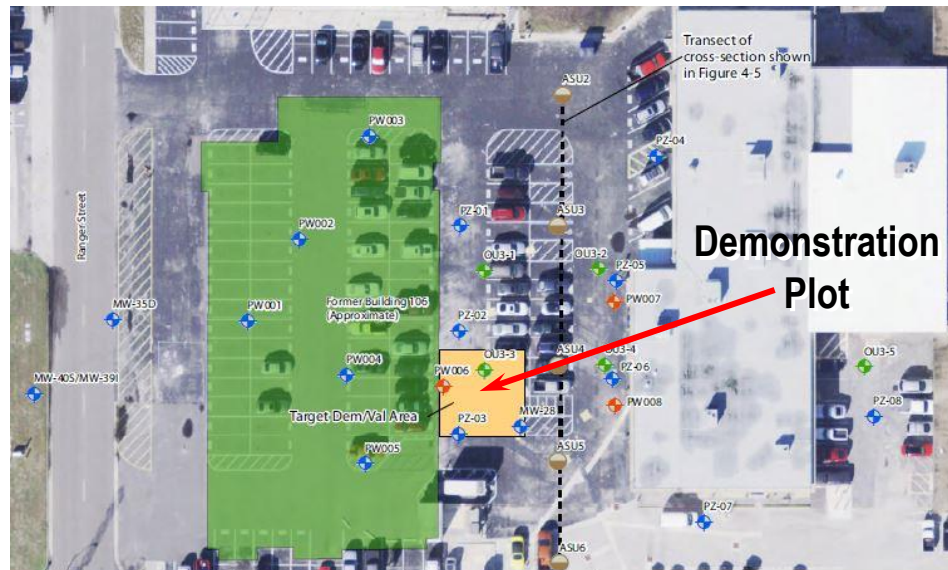 Transect of
cross-section shown
in Figure 4-5
ASU2
PW003
PZ-04
PZ-01
ASU3
PW002
Ranger Street
Demonstration
Plot
OU3-1
OU3-2
PZ-05
MW-35D
PW001
Former Building 106
(Approximate)
PW007
PZ-02
ASU4
OU3-4
OU3-3
PW004
PW006
PZ-06
OU3-5
MW-40S/MW-39I
PW008
PZ-08
Target Dem/Val Area
PZ-03
MW-28
PW005
ASU5
PZ-07
ASU6